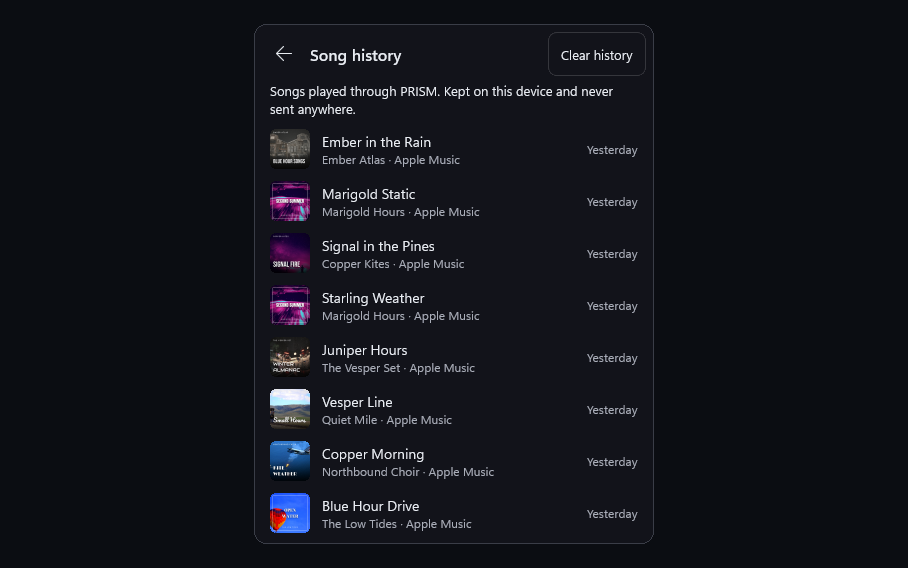 Song history
Clear history
Songs played through PRISM. Kept on this device and never
sent anywhere.
BLUE HOUR SONGS
Ember in the Rain
Ember Atlas · Apple Music
Yesterday
SECOND SUMMER
Marigold Static
Marigold Hours · Apple Music
Yesterday
SIGNAL FIRE
Signal in the Pines
Copper Kites · Apple Music
Yesterday
SECOND SUMMER
Starling Weather
Marigold Hours · Apple Music
Yesterday
WINTER
ALMANAC
Juniper Hours
The Vesper Set · Apple Music
Yesterday
Small Hours
Vesper Line
Quiet Mile · Apple Music
Yesterday
WEATHER
Copper Morning
Northbound Choir · Apple Music
Yesterday
OPEN
WATER
Blue Hour Drive
The Low Tides · Apple Music
Yesterday